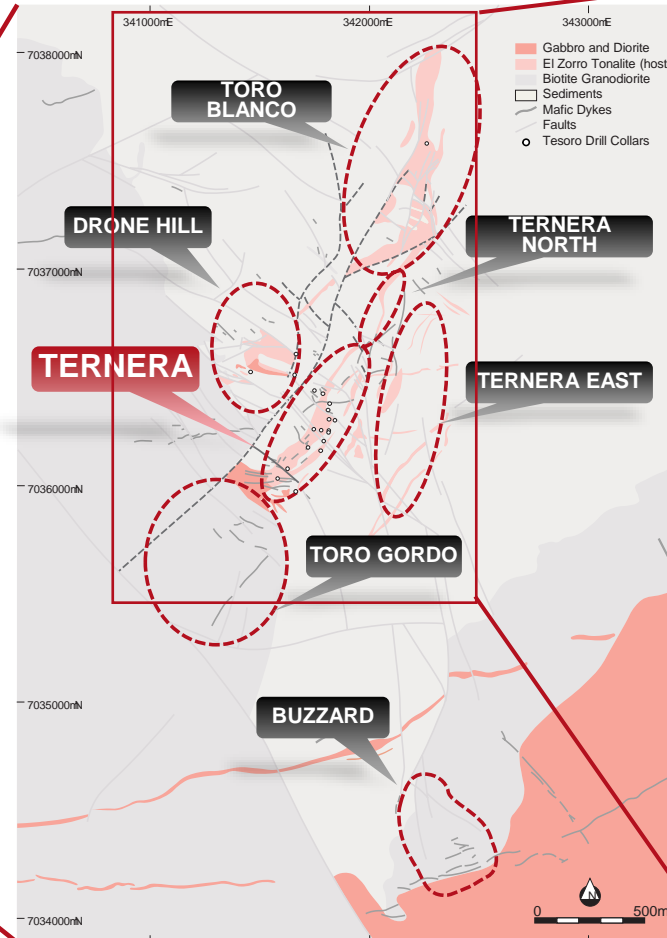 341000mE
342000mE
343000mE
7038000mN
Gabbro and Diorite
El Zorro Tonalite (host
Biotite Granodiorite
Sediments
Mafic Dykes
Faults
Tesoro Drill Collars
TORO
BLANCO
DRONE HILL
TERNERA
NORTH
7037000mN
TERNERA
TERNERA EAST
7036000mN
TORO GORDO
7035000mN
BUZZARD
N
7034000mN
0
500m